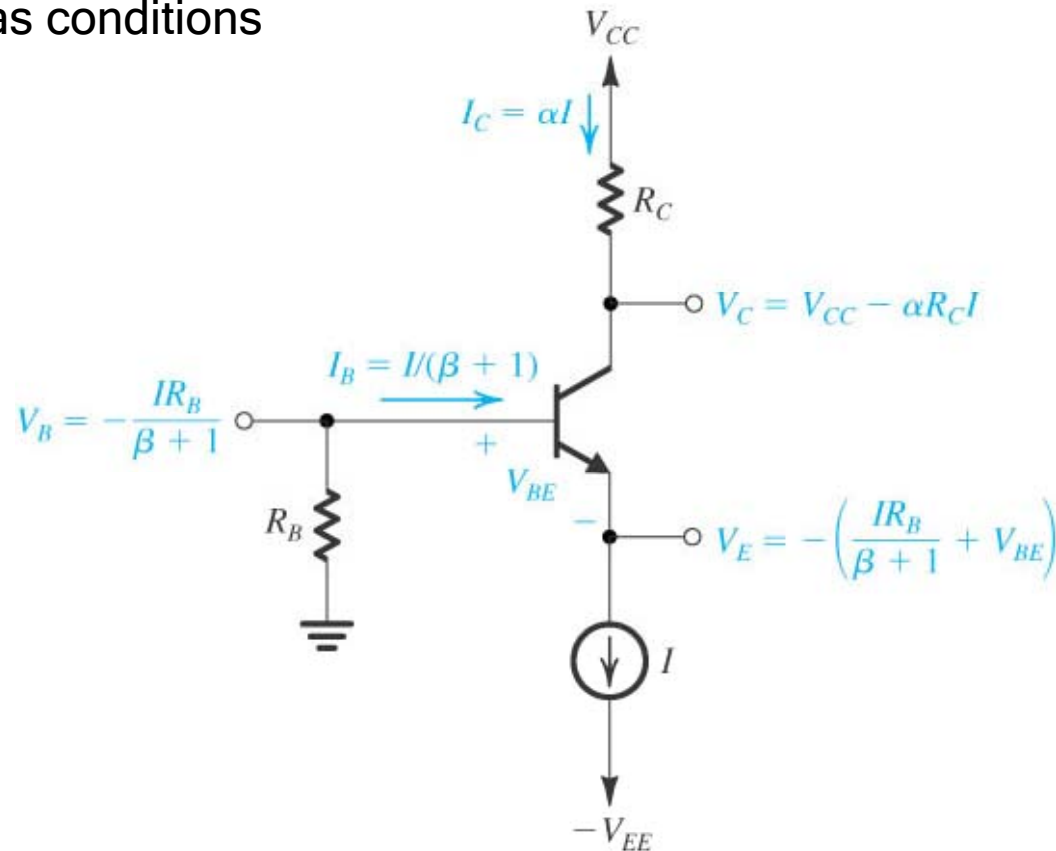 as conditions
V_CC
I_C = αI
R_C
V_C = V_CC − αR_C I
I_B = I/(β + 1)
V_B = − IR_B / β + 1
+
V_BE
−
R_B
V_E = −( IR_B / β + 1 + V_BE )
I
−V_EE